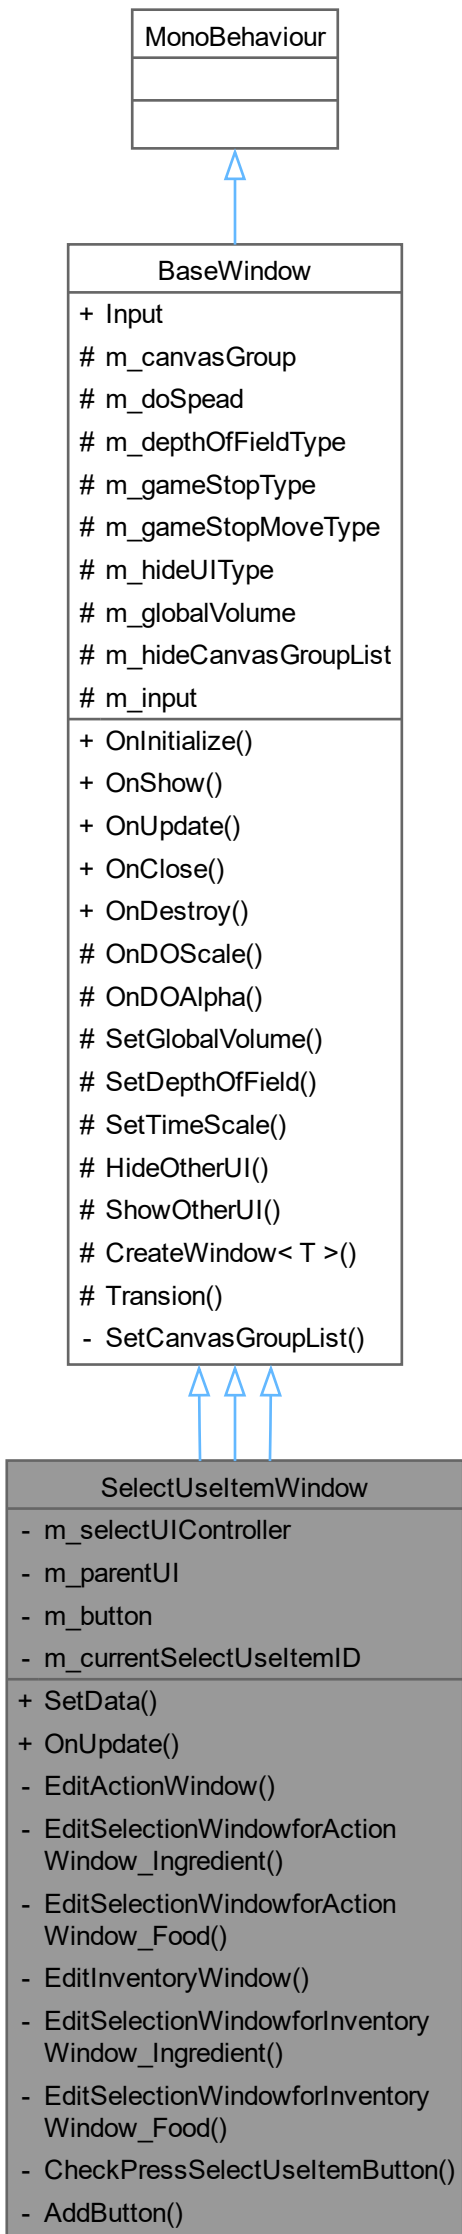 MonoBehaviour
BaseWindow
+ Input
# m_canvasGroup
# m_doSpead
# m_depthOfFieldType
# m_gameStopType
# m_gameStopMoveType
# m_hideUIType
# m_globalVolume
# m_hideCanvasGroupList
# m_input
+ OnInitialize()
+ OnShow()
+ OnUpdate()
+ OnClose()
+ OnDestroy()
# OnDOScale()
# OnDOAlpha()
# SetGlobalVolume()
# SetDepthOfField()
# SetTimeScale()
# HideOtherUI()
# ShowOtherUI()
# CreateWindow< T >()
# Transion()
- SetCanvasGroupList()
SelectUseItemWindow
- m_selectUIController
- m_parentUI
- m_button
- m_currentSelectUseItemID
+ SetData()
+ OnUpdate()
- EditActionWindow()
- EditSelectionWindowforAction
Window_Ingredient()
- EditSelectionWindowforAction
Window_Food()
- EditInventoryWindow()
- EditSelectionWindowforInventory
Window_Ingredient()
- EditSelectionWindowforInventory
Window_Food()
- CheckPressSelectUseItemButton()
- AddButton()